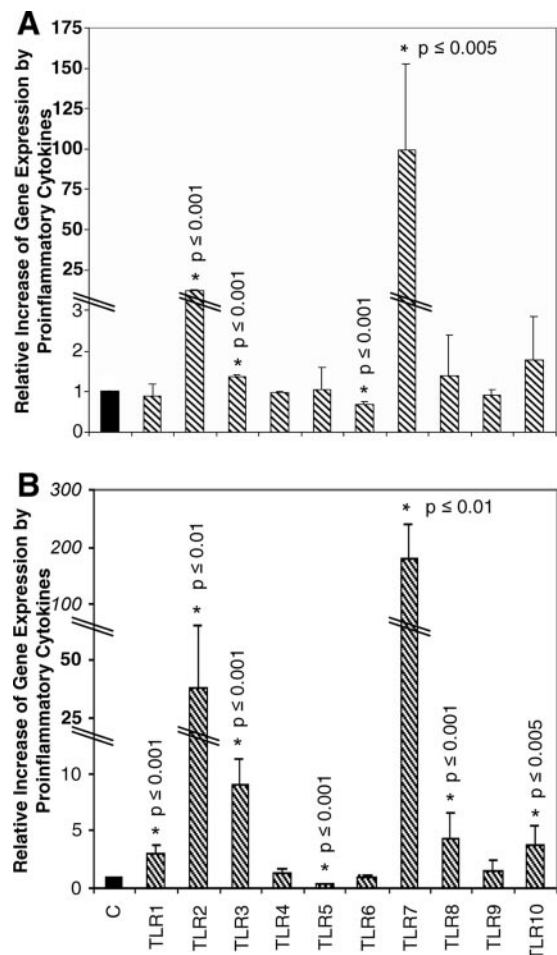 A
Relative Increase of Gene Expression by
Proinflammatory Cytokines
175
150
125
100
75
50
25
3
2
1
0
* p ≤ 0.001
* p ≤ 0.001
* p ≤ 0.001
* p ≤ 0.005
B
Relative Increase of Gene Expression by
Proinflammatory Cytokines
300
200
100
50
25
10
5
0
* p ≤ 0.001
* p ≤ 0.01
* p ≤ 0.001
* p ≤ 0.001
* p ≤ 0.01
* p ≤ 0.001
* p ≤ 0.005
C
TLR1
TLR2
TLR3
TLR4
TLR5
TLR6
TLR7
TLR8
TLR9
TLR10